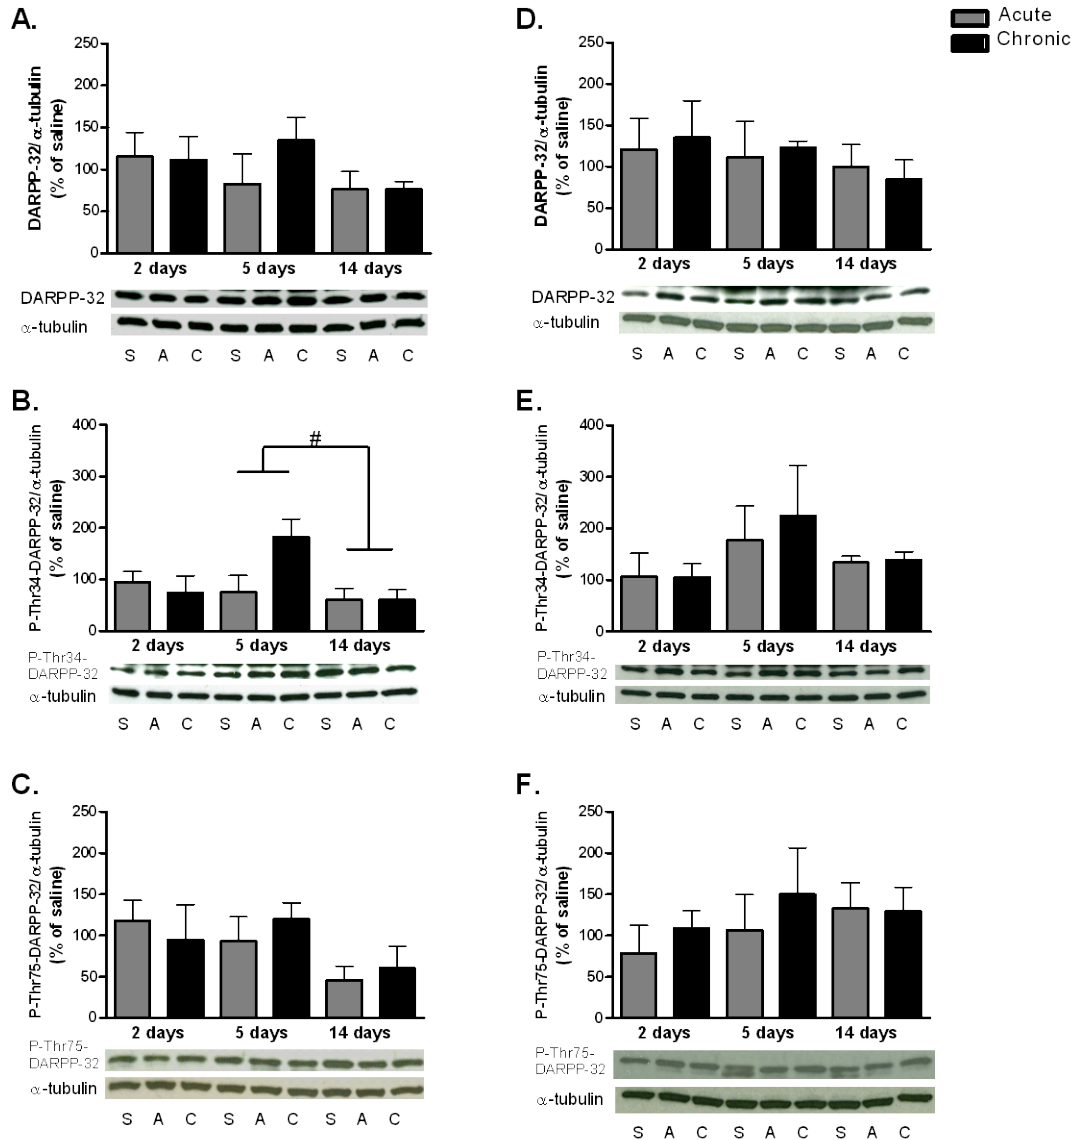 A.
DARPP-32/α-tubulin
(% of saline)
250
200
150
100
50
0
2 days 5 days 14 days
DARPP-32
α-tubulin
S A C S A C S A C
B.
P-Thr34-DARPP-32/α-tubulin
(% of saline)
400
300
200
100
0
#
2 days 5 days 14 days
P-Thr34-
DARPP-32
α-tubulin
S A C S A C S A C
C.
P-Thr75-DARPP-32/α-tubulin
(% of saline)
250
200
150
100
50
0
2 days 5 days 14 days
P-Thr75-
DARPP-32
α-tubulin
S A C S A C S A C
D.
DARPP-32/α-tubulin
(% of saline)
250
200
150
100
50
0
2 days 5 days 14 days
DARPP-32
α-tubulin
S A C S A C S A C
E.
P-Thr34-DARPP-32/α-tubulin
(% of saline)
400
300
200
100
0
2 days 5 days 14 days
P-Thr34-
DARPP-32
α-tubulin
S A C S A C S A C
F.
P-Thr75-DARPP-32/α-tubulin
(% of saline)
250
200
150
100
50
0
2 days 5 days 14 days
P-Thr75-
DARPP-32
α-tubulin
S A C S A C S A C
Acute
Chronic